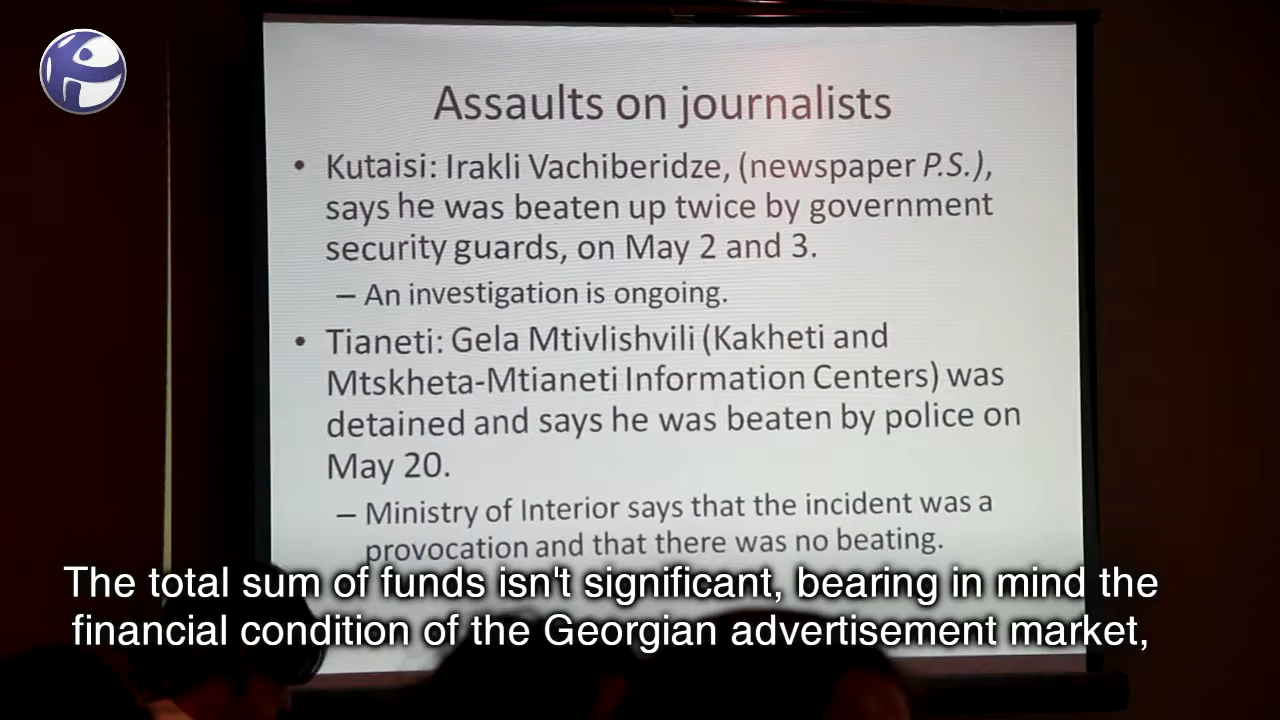 Assaults on journalists
• Kutaisi: Irakli Vachiberidze, (newspaper P.S.),
says he was beaten up twice by government
security guards, on May 2 and 3.
– An investigation is ongoing.
• Tianeti: Gela Mtivlishvili (Kakheti and
Mtskheta-Mtianeti Information Centers) was
detained and says he was beaten by police on
May 20.
– Ministry of Interior says that the incident was a
provocation and that there was no beating.
The total sum of funds isn't significant, bearing in mind the
financial condition of the Georgian advertisement market,